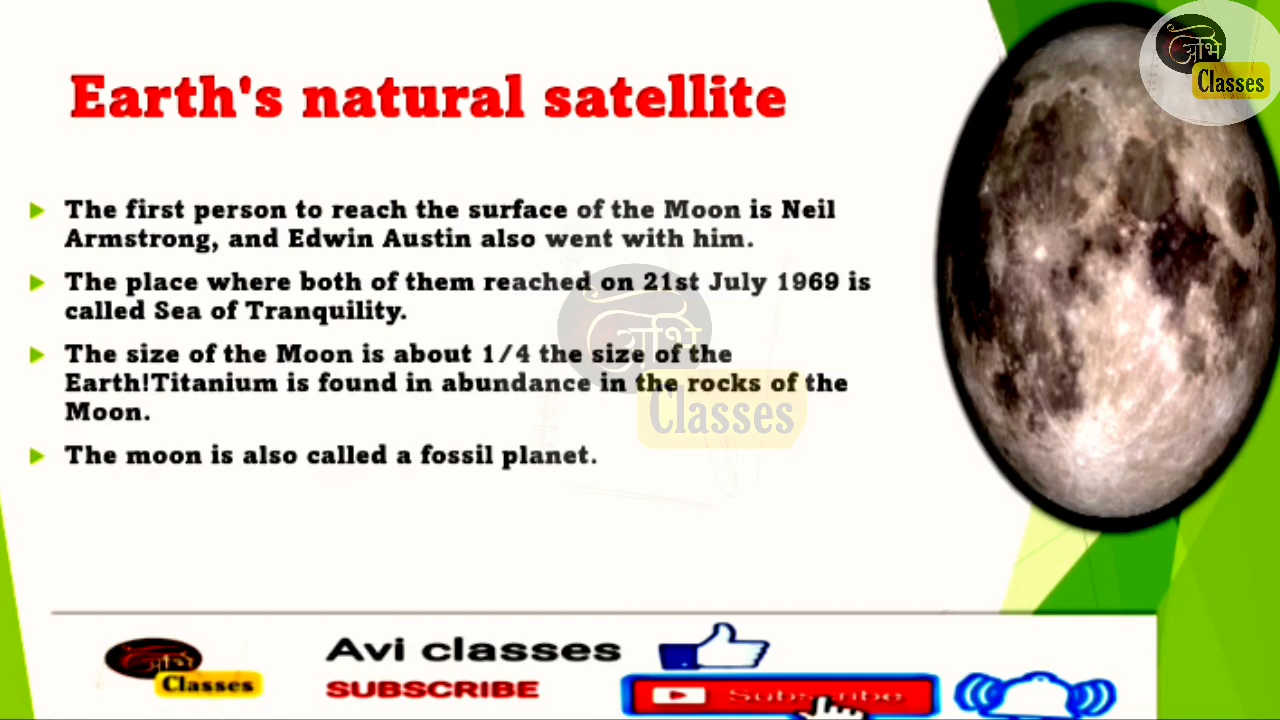 अभि
Classes
Earth's natural satellite
The first person to reach the surface of the Moon is Neil
Armstrong, and Edwin Austin also went with him.
The place where both of them reached on 21st July 1969 is
called Sea of Tranquility.
The size of the Moon is about 1/4 the size of the
Earth!Titanium is found in abundance in the rocks of the
Moon.
The moon is also called a fossil planet.
अभि
Classes
अभि
Classes
Avi classes
SUBSCRIBE
Subscribe